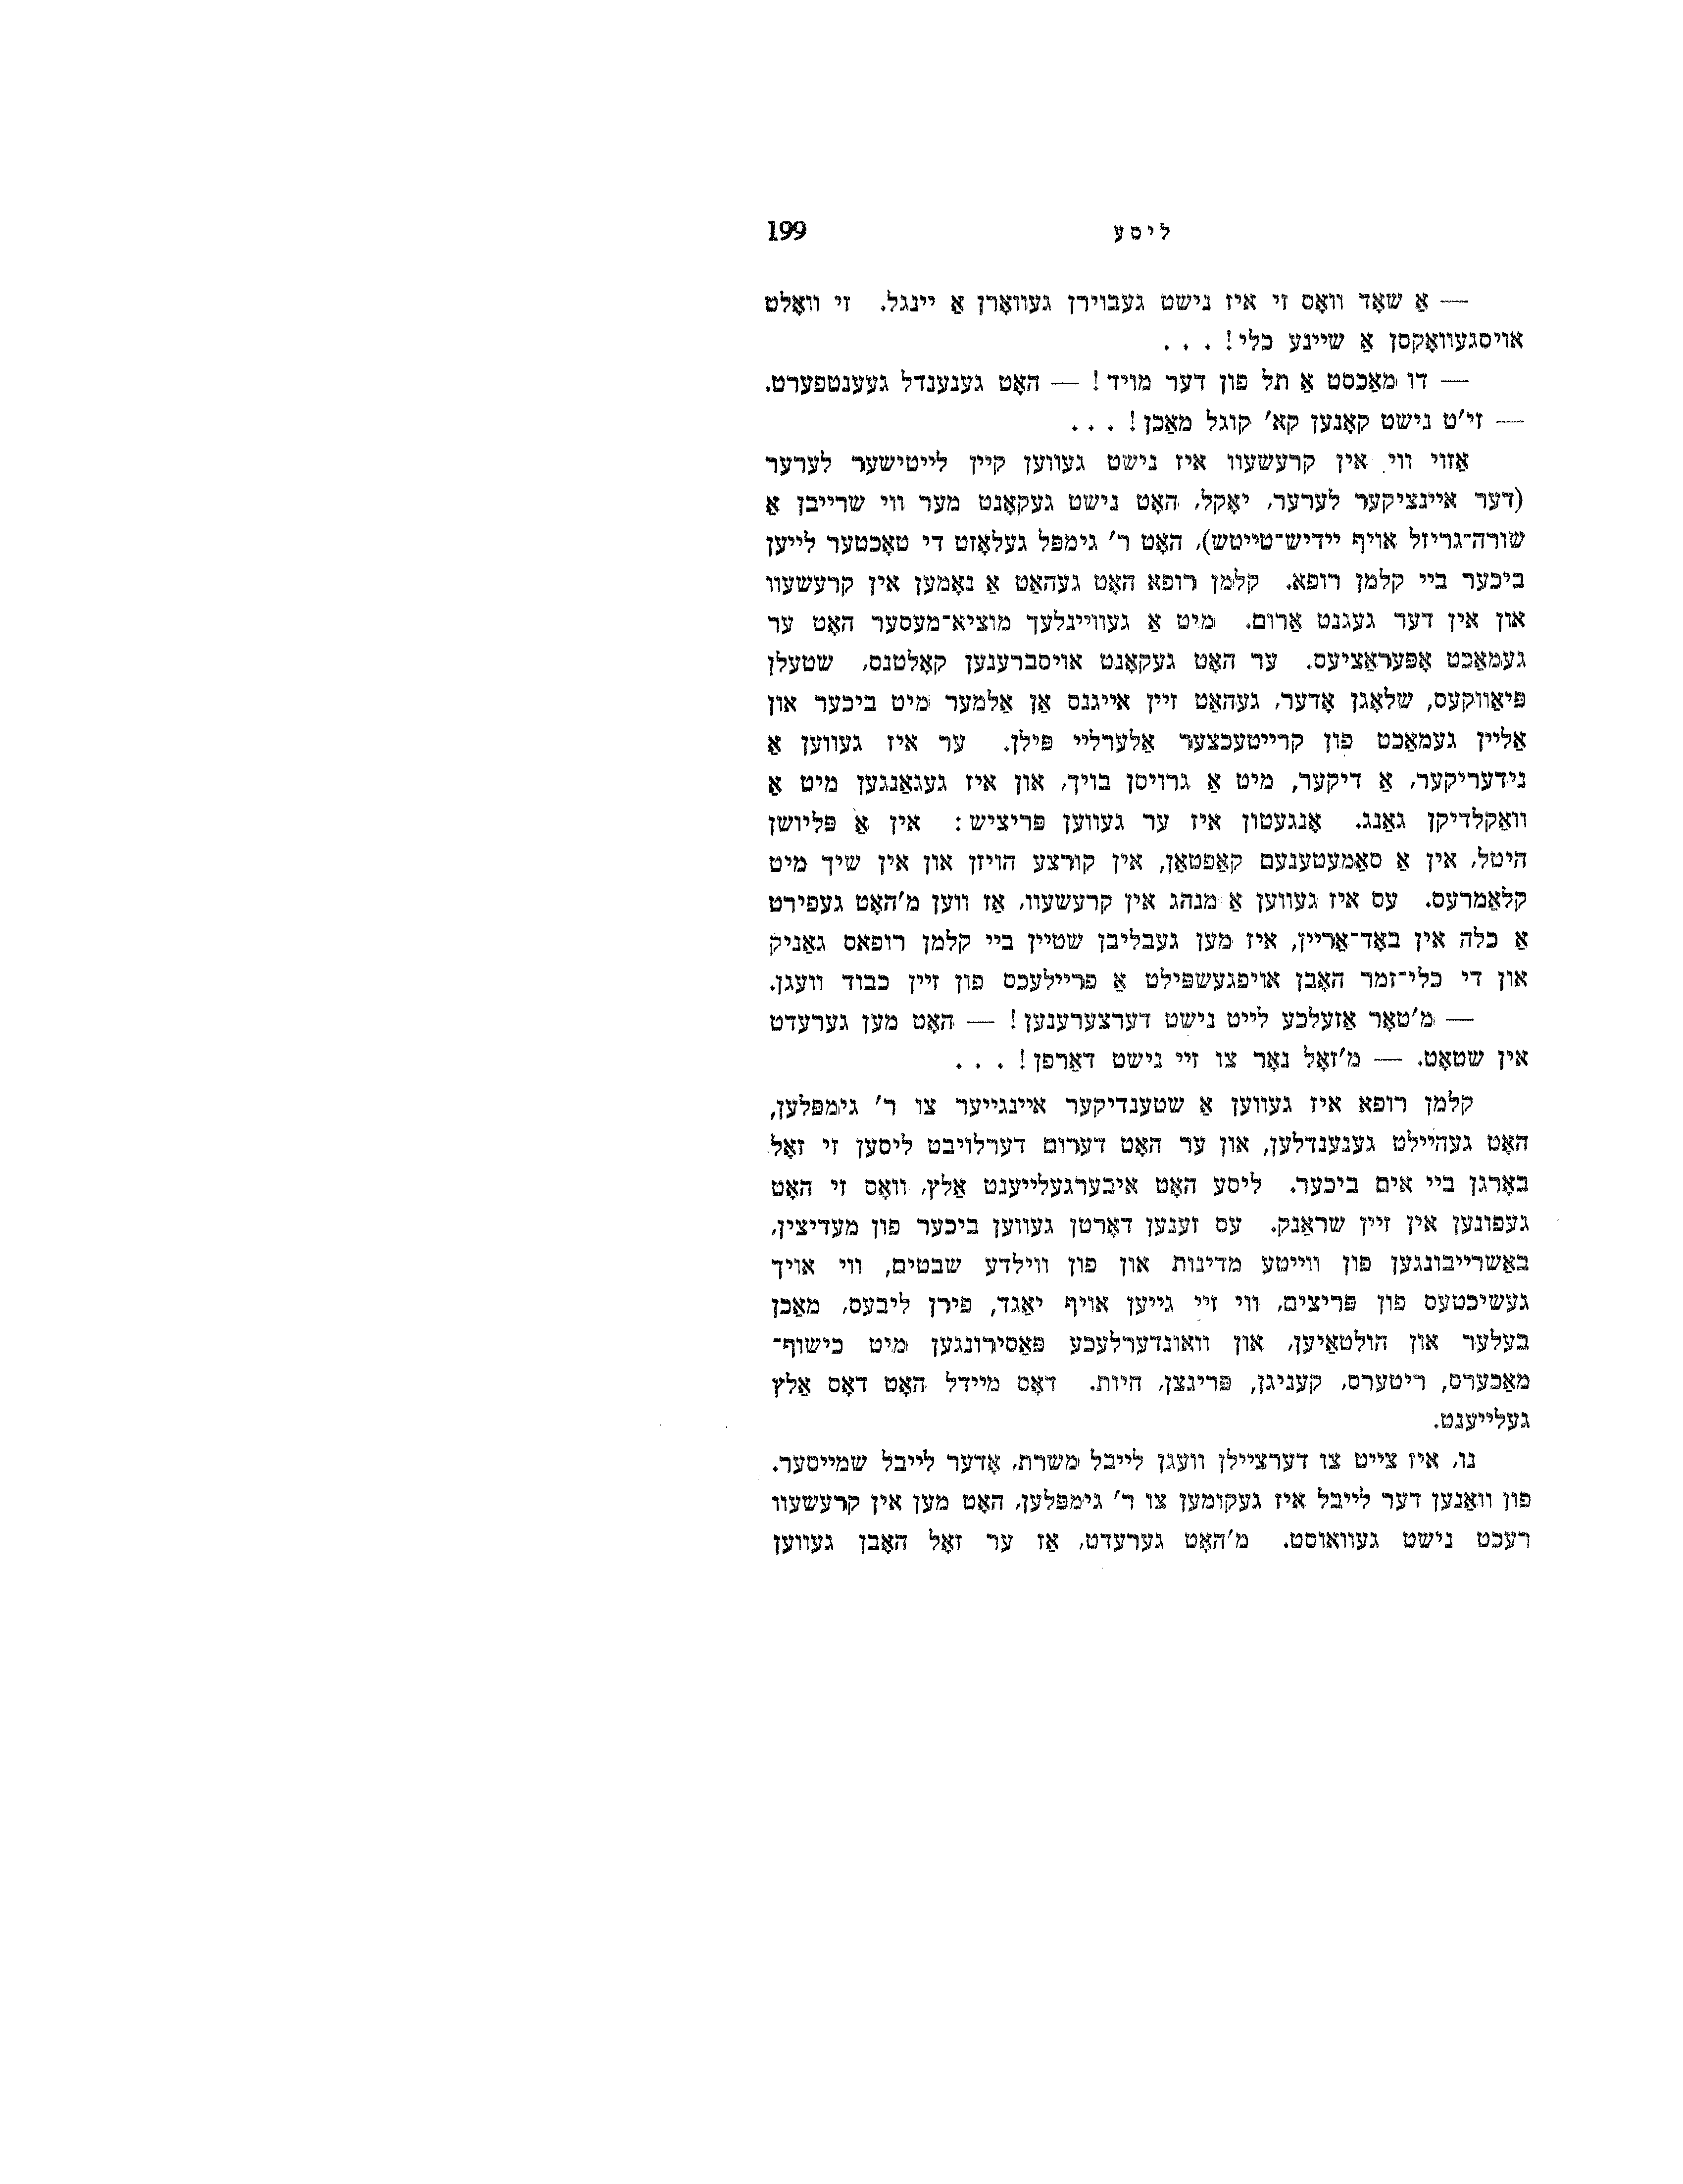 ליסע 199
— אַ שאָד וואָס זי איז נישט געבוירן געוואָרן אַ יינגל. זי וואָלט
אויסגעוואָקסן אַ שיינע כלי! . . .
— דו מאַכסט אַ תל פון דער מויד! — האָט גענענדל געענטפערט.
— זי'ט נישט קאָנען קא' קוגל מאַכן! . . .
אַזוי ווי אין קרעשעוו איז נישט געווען קיין לייטישער לערער
(דער איינציקער לערער, יאָקל, האָט נישט געקאָנט מער ווי שרייבן אַ
שורה־גריזל אויף יידיש־טייטש), האָט ר' גימפּל געלאָזט די טאָכטער לייען
ביכער ביי קלמן רופא. קלמן רופא האָט געהאַט אַ נאָמען אין קרעשעוו
און אין דער געגנט אַרום. מיט אַ געוויינלעך מוציא־מעסער האָט ער
געמאַכט אָפּעראַציעס. ער האָט געקאָנט אויסברענען קאָלטנס, שטעלן
פּיאַווקעס, שלאָגן אָדער, געהאַט זיין אייגנס אַן אַלמער מיט ביכער און
אַליין געמאַכט פון קרייטעכצער אַלערליי פּילן. ער איז געווען אַ
נידעריקער, אַ דיקער, מיט אַ גרויסן בויך, און איז געגאַנגען מיט אַ
וואַקלדיקן גאַנג. אָנגעטון איז ער געווען פּריציש: אין אַ פּליושן
היטל, אין אַ סאַמעטענעם קאַפטאַן, אין קורצע הויזן און אין שיך מיט
קלאַמרעס. עס איז געווען אַ מנהג אין קרעשעוו, אַז ווען מ'האָט געפירט
אַ כלה אין באָד־אַריין, איז מען געבליבן שטיין ביי קלמן רופאס גאַניק
און די כלי־זמר האָבן אויפגעשפּילט אַ פריילעכס פון זיין כבוד וועגן.
— מ'טאָר אַזעלכע לייט נישט דערצערענען! — האָט מען גערעדט
אין שטאָט. — מ'זאָל נאָר צו זיי נישט דאַרפן! . . .
קלמן רופא איז געווען אַ שטענדיקער איינגייער צו ר' גימפּלען,
האָט געהיילט גענענדלען, און ער האָט דערום דערלויבט ליסען זי זאָל
באָרגן ביי אים ביכער. ליסע האָט איבערגעלייענט אַלץ, וואָס זי האָט
געפונען אין זיין שראַנק. עס זענען דאָרטן געווען ביכער פון מעדיצין,
באַשרייבונגען פון ווייטע מדינות און פון ווילדע שבטים, ווי אויך
געשיכטעס פון פּריצים, ווי זיי גייען אויף יאַגד, פירן ליבעס, מאַכן
בעלער און הולטאַיען, און וואונדערלעכע פּאַסירונגען מיט כישוף־
מאַכערס, ריטערס, קעניגן, פּרינצן, חיות. דאָס מיידל האָט דאָס אַלץ
געלייענט.
נו, איז צייט צו דערציילן וועגן לייבל משרת, אָדער לייבל שמייסער.
פון וואַנען דער לייבל איז געקומען צו ר' גימפּלען, האָט מען אין קרעשעוו
רעכט נישט געוואוסט. מ'האָט גערעדט, אַז ער זאָל האָבן געווען